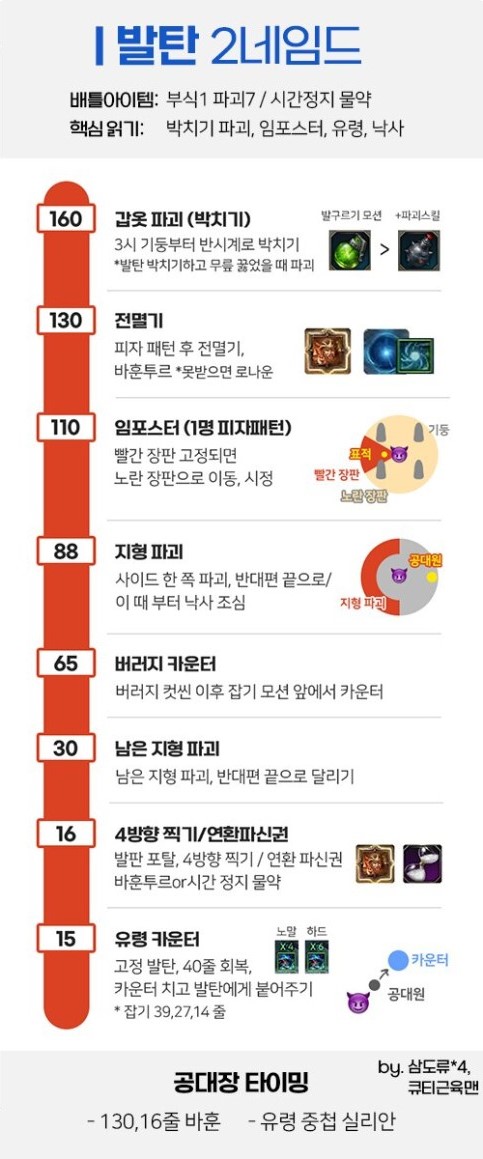 발탄 2네임드
배틀아이템: 부식1 파괴7 / 시간정지 물약
핵심 읽기: 박치기 파괴, 임포스터, 유령, 낙사
160
갑옷 파괴 (박치기)
3시 기둥부터 반시계로 박치기
*발탄 박치기하고 무릎 꿇었을 때 파괴
발구르기 모션 +파괴스킬
>
130
전멸기
피자 패턴 후 전멸기,
바훈투르 *못받으면 로나운
110
임포스터 (1명 피자패턴)
빨간 장판 고정되면
노란 장판으로 이동, 시정
기둥
표적
빨간 장판
노란 장판
88
지형 파괴
사이드 한 쪽 파괴, 반대편 끝으로/
이 때 부터 낙사 조심
공대원
지형 파괴
65
버러지 카운터
버러지 컷씬 이후 잡기 모션 앞에서 카운터
30
남은 지형 파괴
남은 지형 파괴, 반대편 끝으로 달리기
16
4방향 찍기/연환파신권
발판 포탈, 4방향 찍기 / 연환 파신권
바훈투르or시간 정지 물약
15
유령 카운터
고정 발탄, 40줄 회복,
카운터 치고 발탄에게 붙어주기
* 잡기 39,27,14 줄
노말 하드
X 4 X 6
카운터
공대원
공대장 타이밍
by. 삼도류*4,
큐티근육맨
- 130,16줄 바훈 - 유령 중첩 실리안